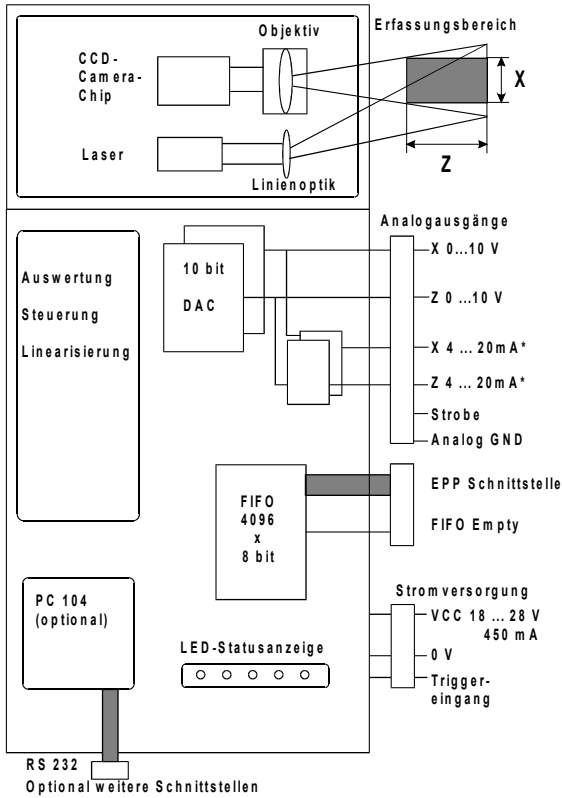 Objektiv
Erfassungsbereich
CCD-
Camera-
Chip
X
Laser
Z
Linienoptik
Analogausgänge
X 0...10 V
10 bit
DAC
Auswertung
Steuerung
Linearisierung
Z 0 ...10 V
X 4 ... 20mA*
Z 4 ... 20mA*
Strobe
Analog GND
EPP Schnittstelle
FIFO
4096
x
8 bit
FIFO Empty
PC 104
(optional)
Stromversorgung
VCC 18 ... 28 V
450 mA
0 V
Trigger-
eingang
LED-Statusanzeige
RS 232
Optional weitere Schnittstellen